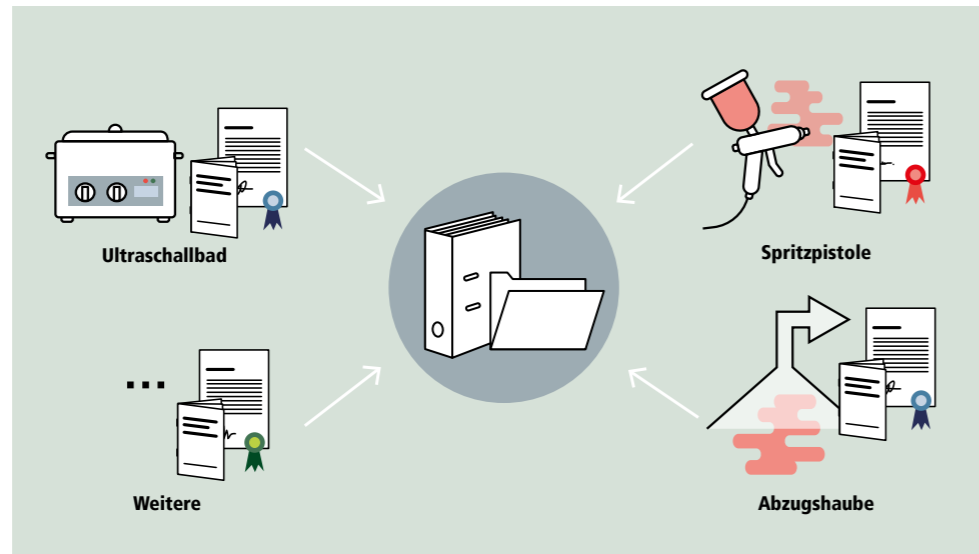 Ultraschallbad
Spritzpistole
...
Weitere
Abzugshaube